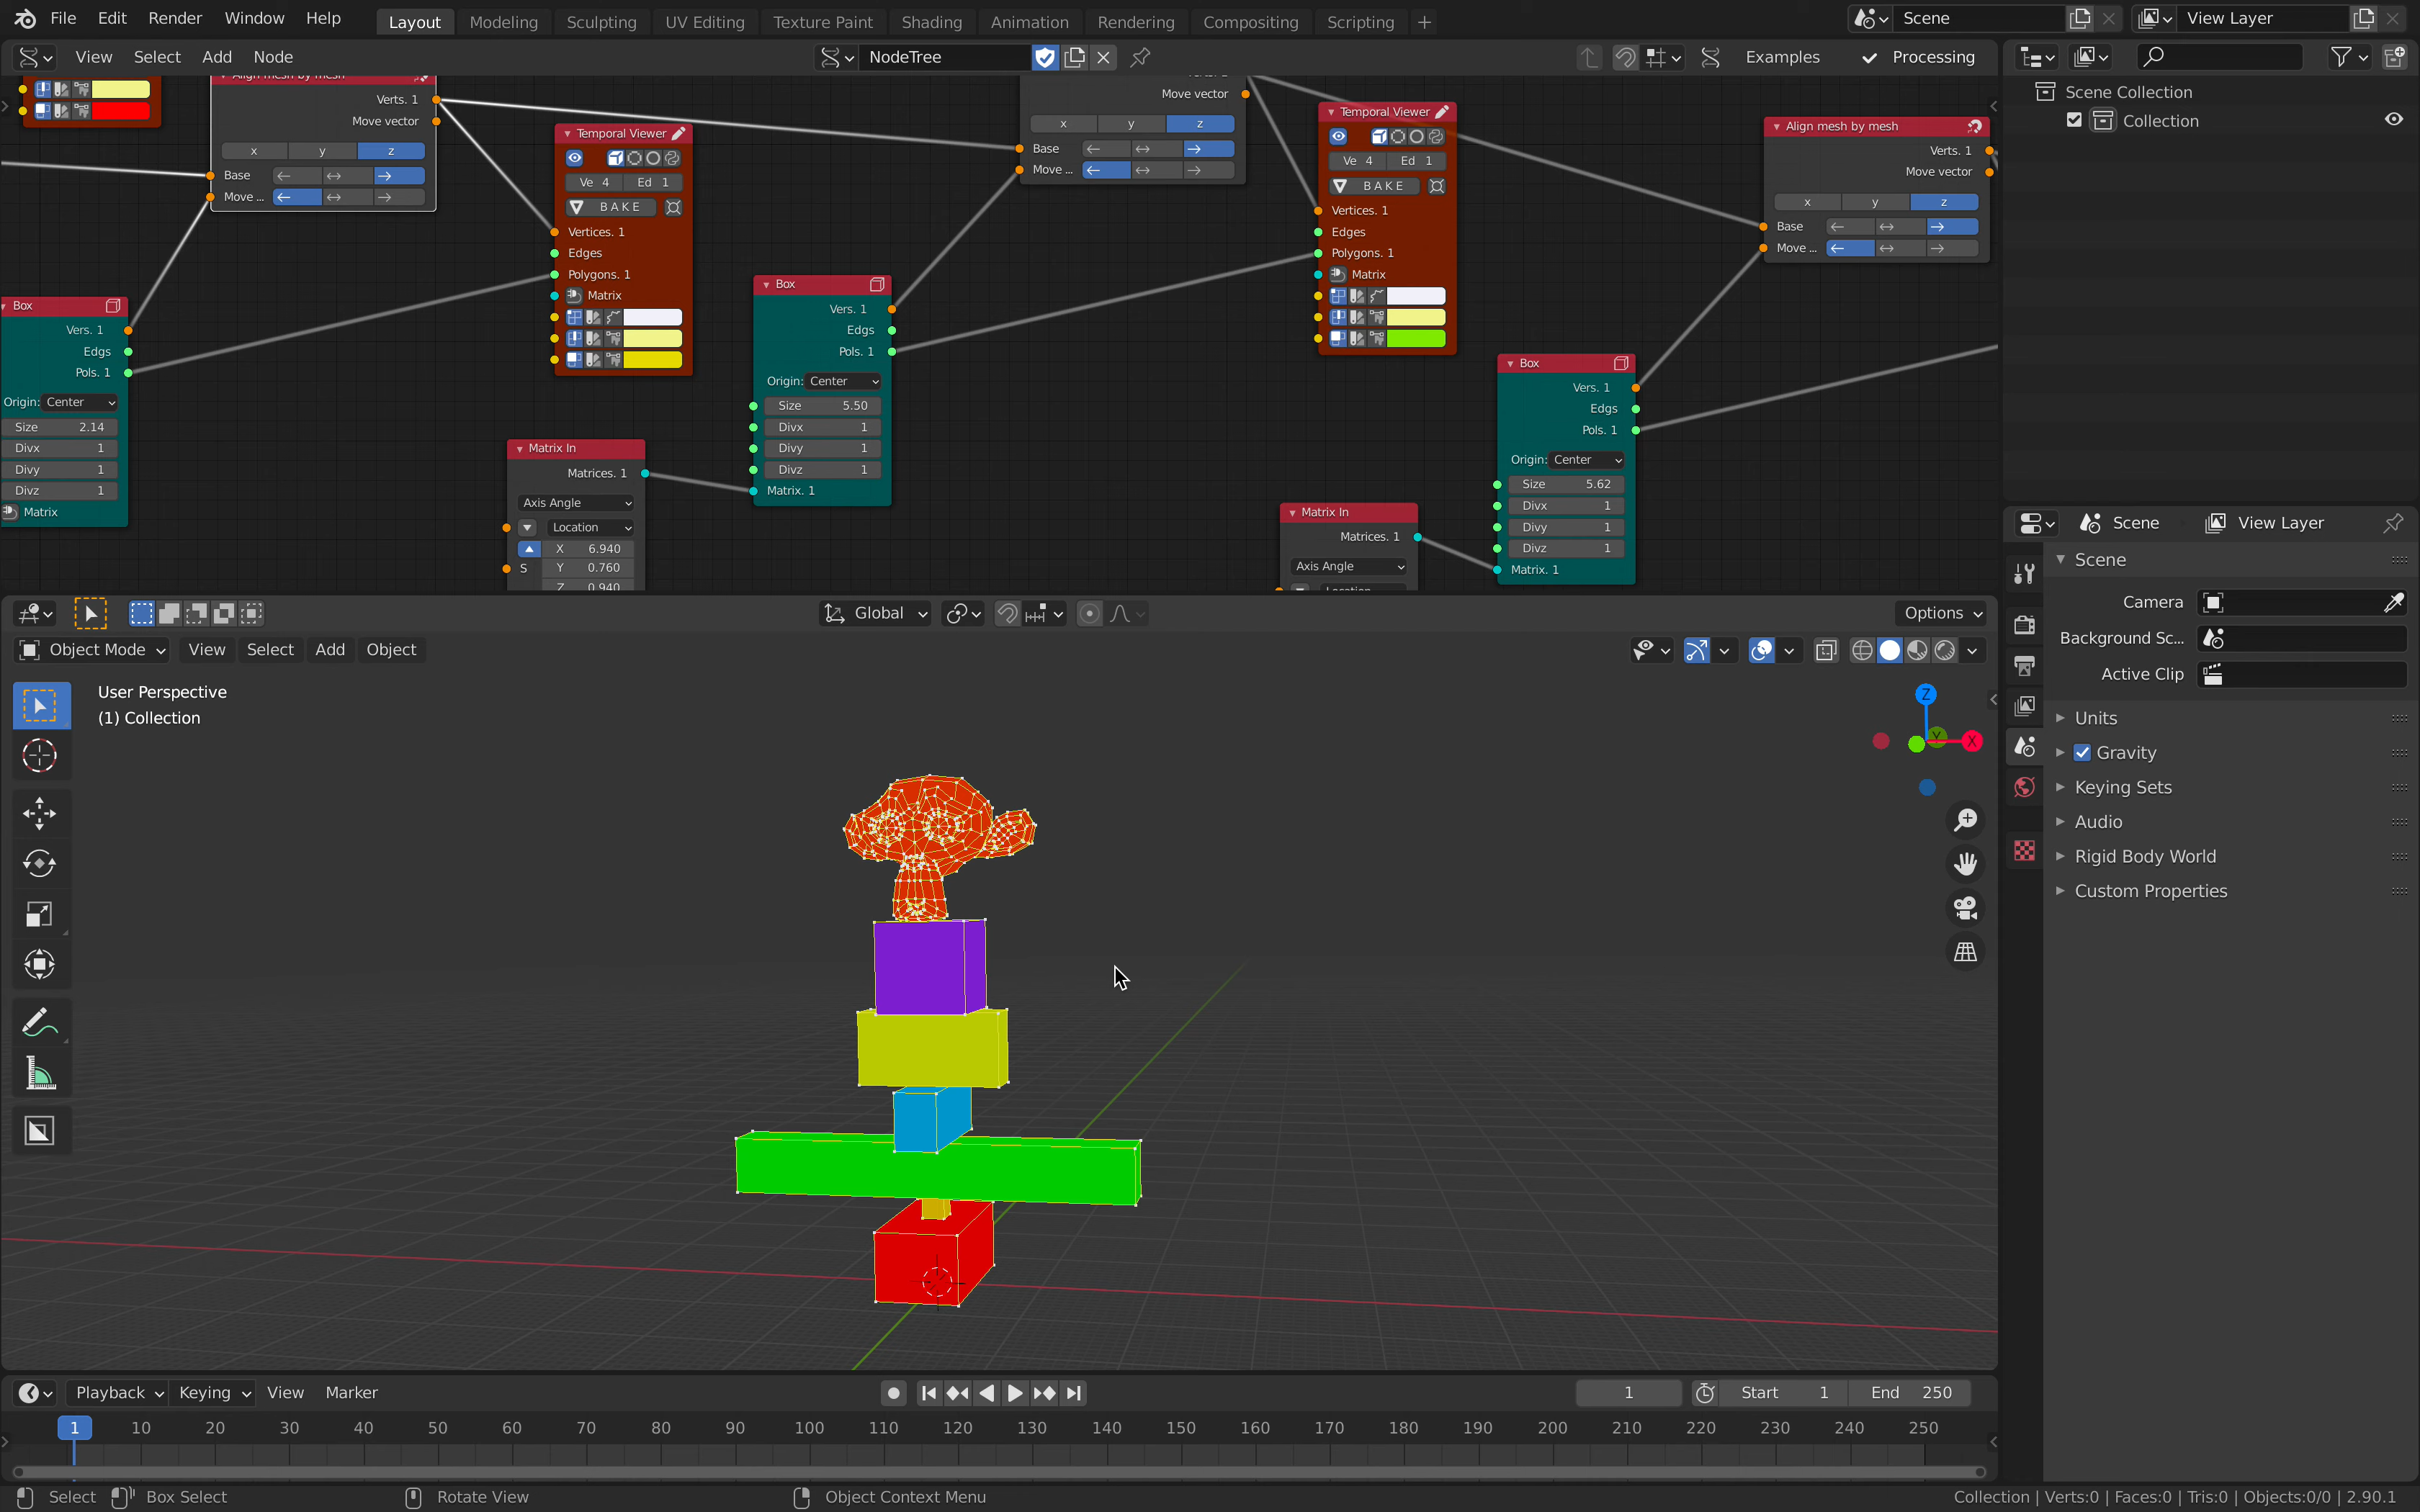 File Edit Render Window Help Layout Modeling Sculpting UV Editing Texture Paint Shading Animation Rendering Compositing Scripting + Scene View Layer
View Select Add Node NodeTree Examples Processing
Scene Collection
Collection
Align mesh by mesh
Verts. 1
Move vector
x y z
Base
Move ...
Temporal Viewer
Ve 4 Ed 1
BAKE
Vertices. 1
Edges
Polygons. 1
Matrix
Box
Vers. 1
Edgs
Pols. 1
Origin: Center
Size 2.14
Divx 1
Divy 1
Divz 1
Matrix
Matrix In
Matrices. 1
Axis Angle
Location
X 6.940
S Y 0.760
Z 0.940
Box
Vers. 1
Edgs
Pols. 1
Origin: Center
Size 5.50
Divx 1
Divy 1
Divz 1
Matrix. 1
Move vector
x y z
Base
Move ...
Temporal Viewer
Ve 4 Ed 1
BAKE
Vertices. 1
Edges
Polygons. 1
Matrix
Matrix In
Matrices. 1
Axis Angle
Location
Box
Vers. 1
Edgs
Pols. 1
Origin: Center
Size 5.62
Divx 1
Divy 1
Divz 1
Matrix. 1
Align mesh by mesh
Verts. 1
Move vector
x y z
Base
Move ...
Scene View Layer
Scene
Camera
Background Sc...
Active Clip
Units
Gravity
Keying Sets
Audio
Rigid Body World
Custom Properties
Global Options
Object Mode View Select Add Object
User Perspective
(1) Collection
Z
Y X
Playback Keying View Marker 1 Start 1 End 250
1 10 20 30 40 50 60 70 80 90 100 110 120 130 140 150 160 170 180 190 200 210 220 230 240 250
Select Box Select Rotate View Object Context Menu Collection | Verts:0 | Faces:0 | Tris:0 | Objects:0/0 | 2.90.1